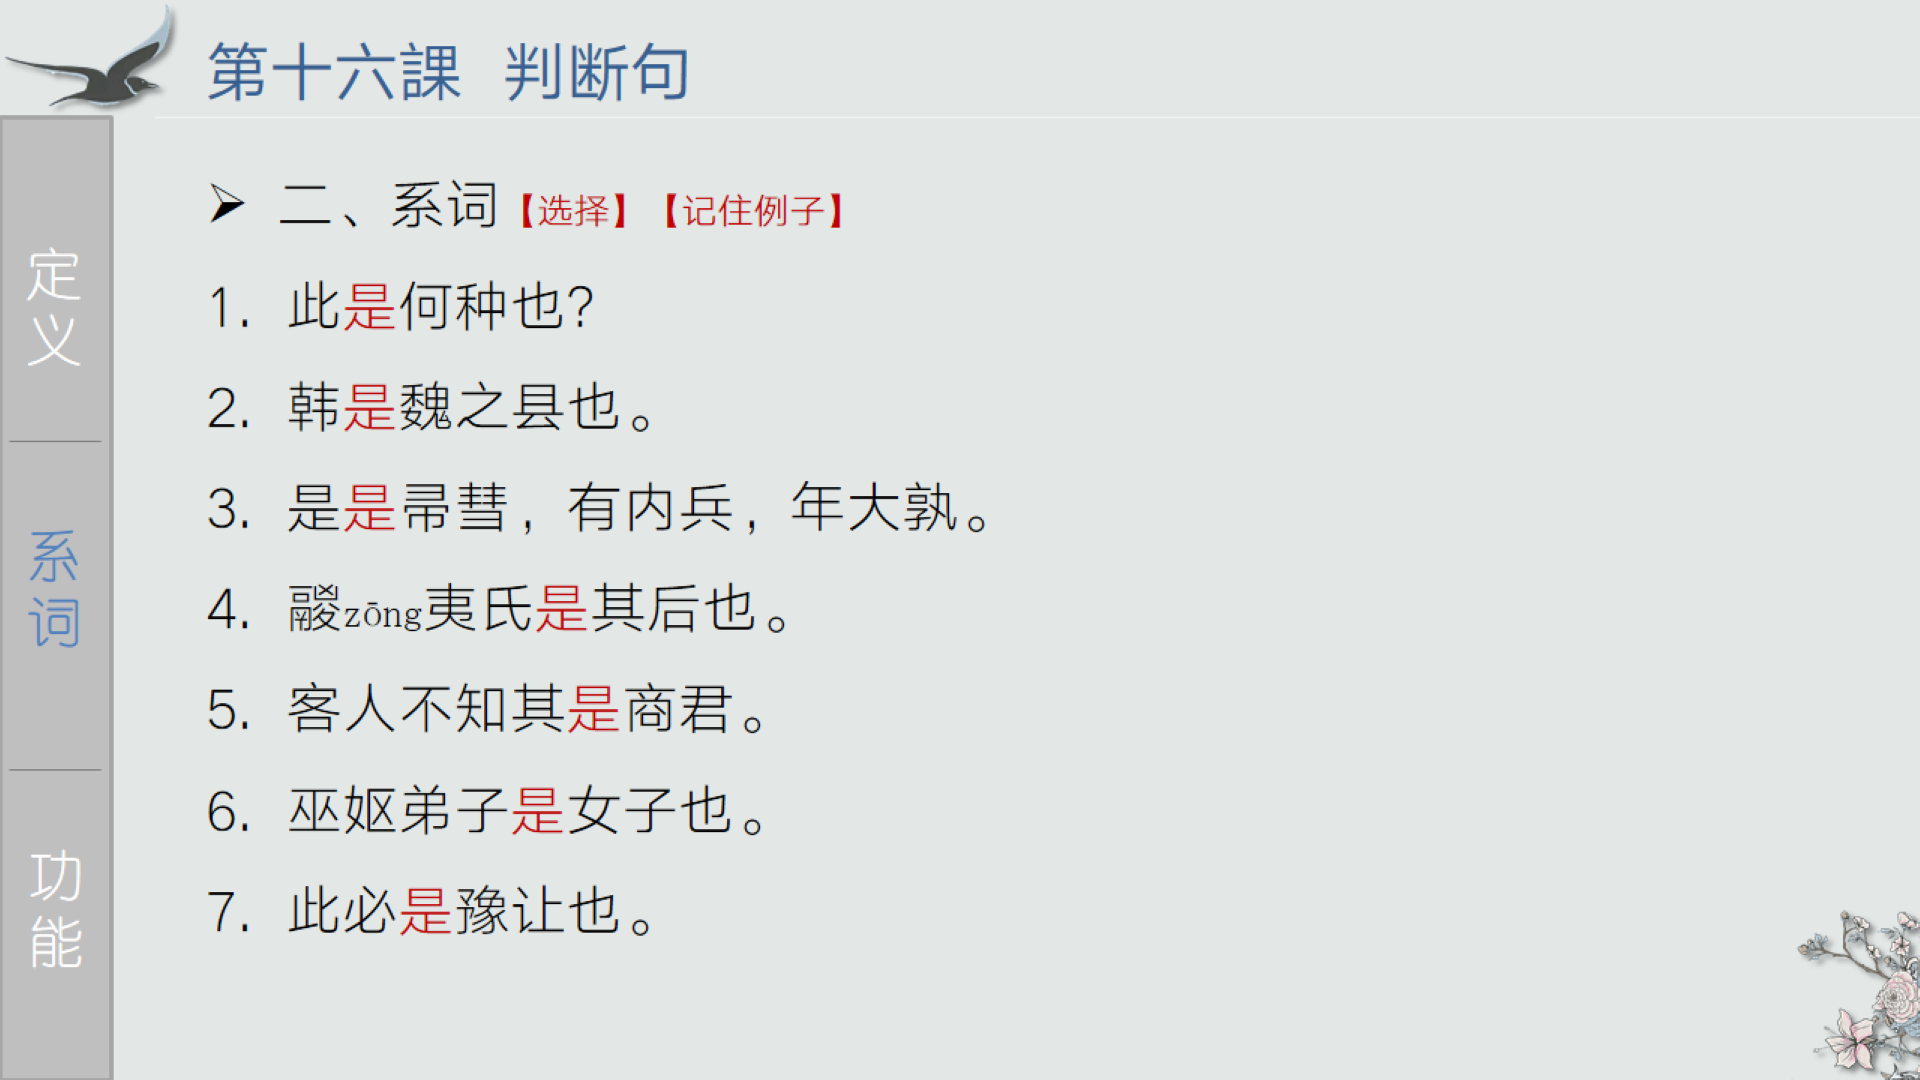 第十六課 判断句
定义
系词
功能
➢ 二、系词【选择】【记住例子】
1. 此是何种也？
2. 韩是魏之县也。
3. 是是帚彗，有内兵，年大孰。
4. 鬷zōng夷氏是其后也。
5. 客人不知其是商君。
6. 巫妪弟子是女子也。
7. 此必是豫让也。